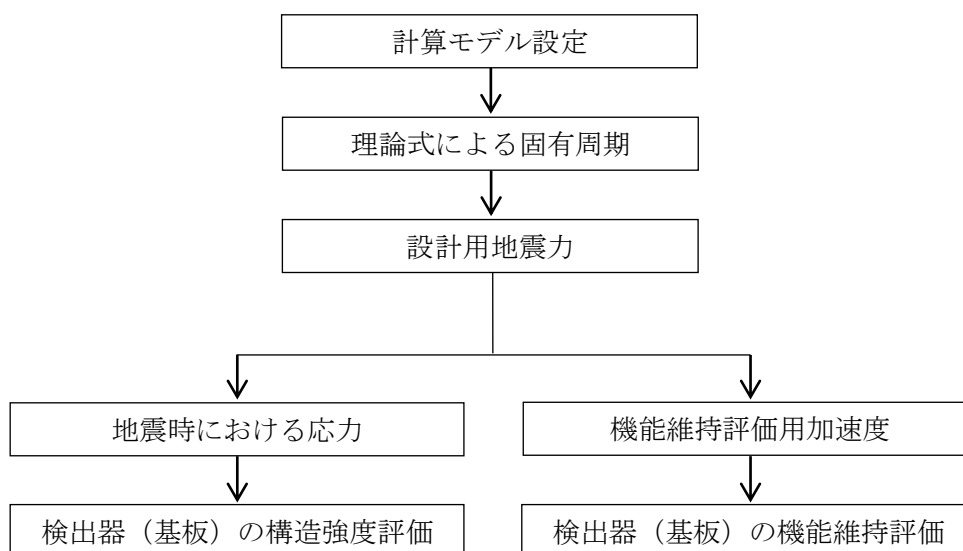 計算モデル設定
理論式による固有周期
設計用地震力
地震時における応力
機能維持評価用加速度
検出器（基板）の構造強度評価
検出器（基板）の機能維持評価